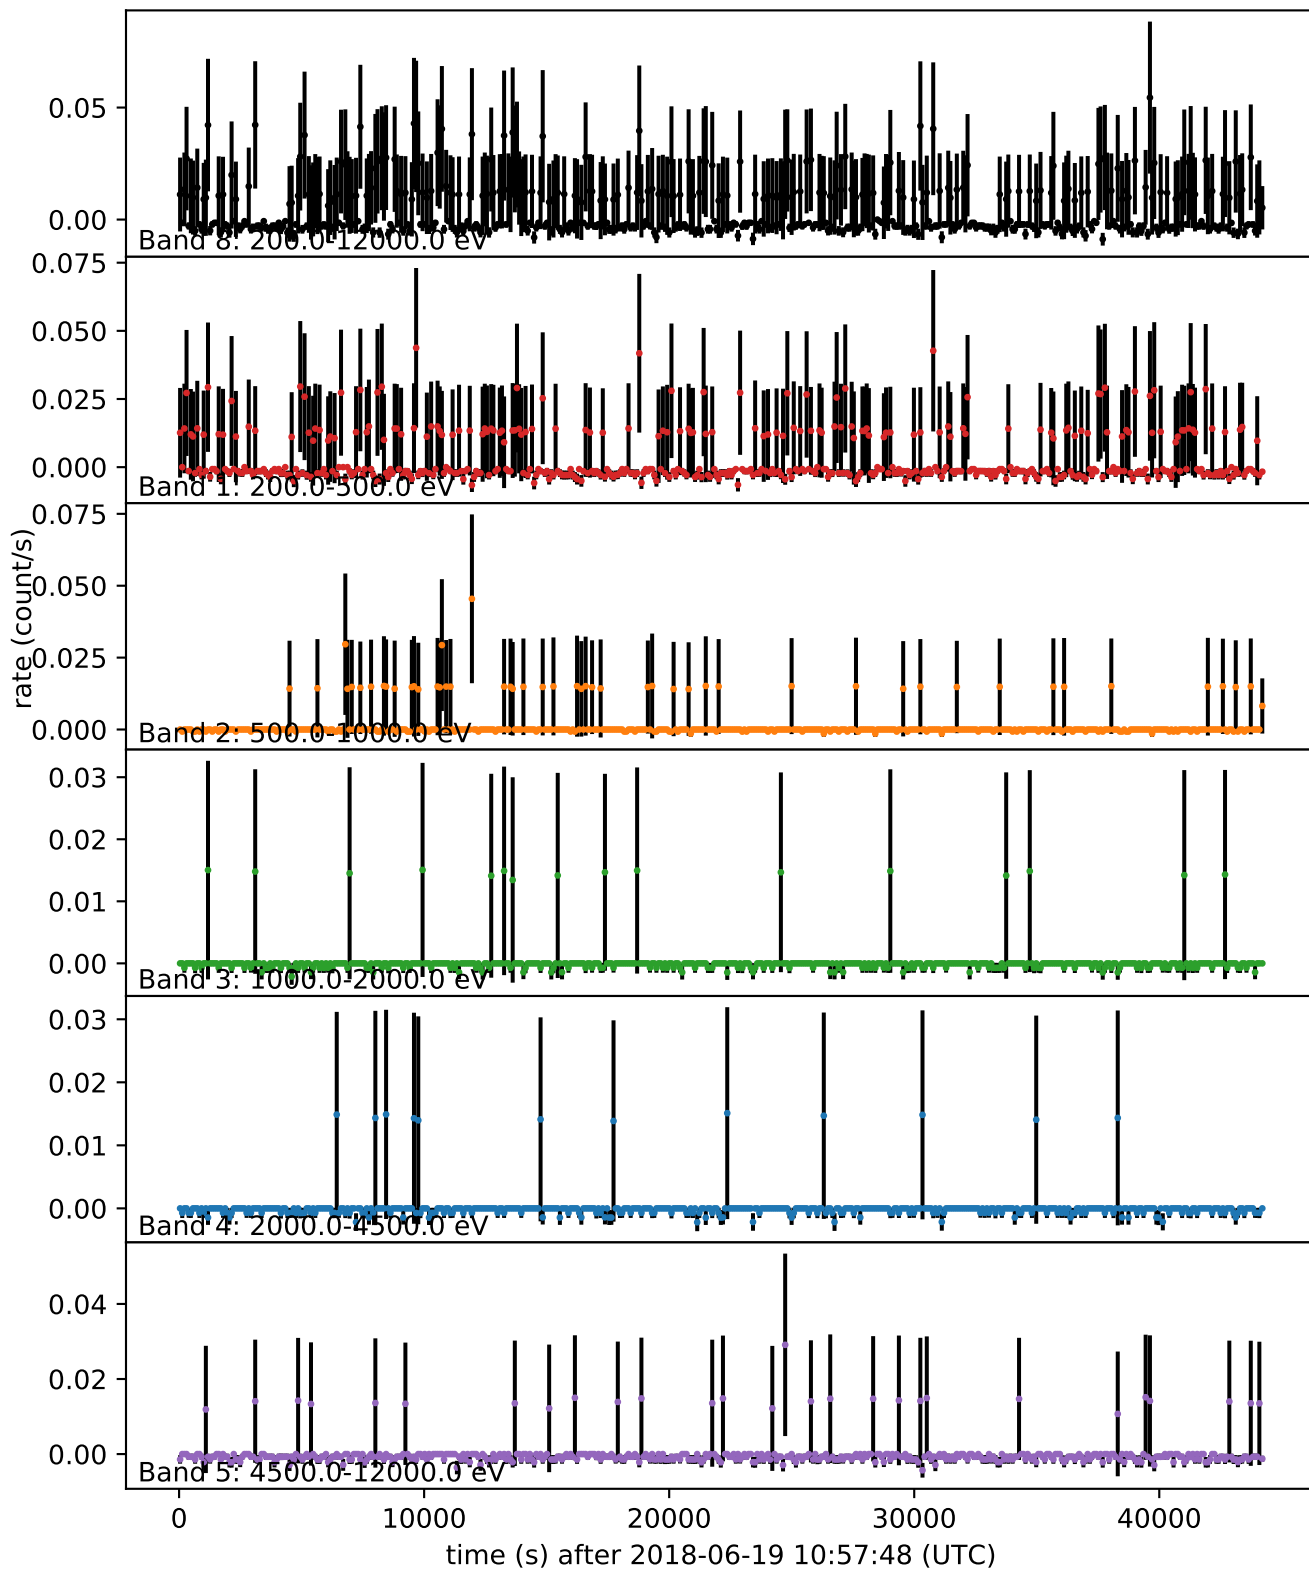 0.05
0.00
Band 8: 200.0-12000.0 eV
0.075
0.050
0.025
0.000
Band 1: 200.0-500.0 eV
0.075
0.050
0.025
0.000
Band 2: 500.0-1000.0 eV
rate (count/s)
0.03
0.02
0.01
0.00
Band 3: 1000.0-2000.0 eV
0.03
0.02
0.01
0.00
Band 4: 2000.0-4500.0 eV
0.04
0.02
0.00
Band 5: 4500.0-12000.0 eV
0 10000 20000 30000 40000
time (s) after 2018-06-19 10:57:48 (UTC)